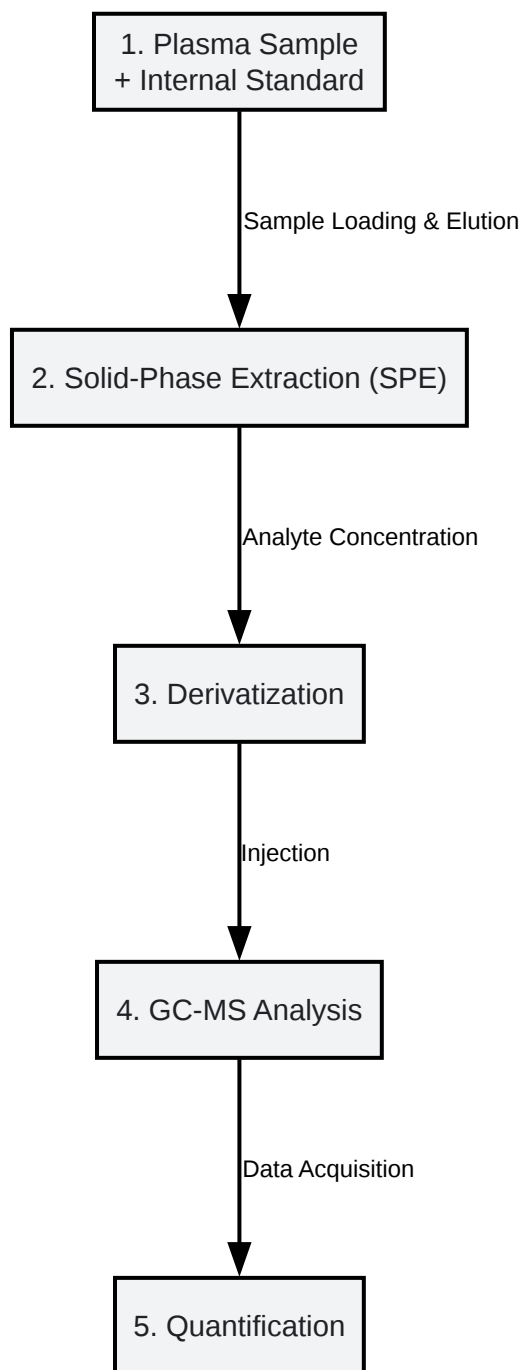 1. Plasma Sample
+ Internal Standard
Sample Loading & Elution
2. Solid-Phase Extraction (SPE)
Analyte Concentration
3. Derivatization
Injection
4. GC-MS Analysis
Data Acquisition
5. Quantification